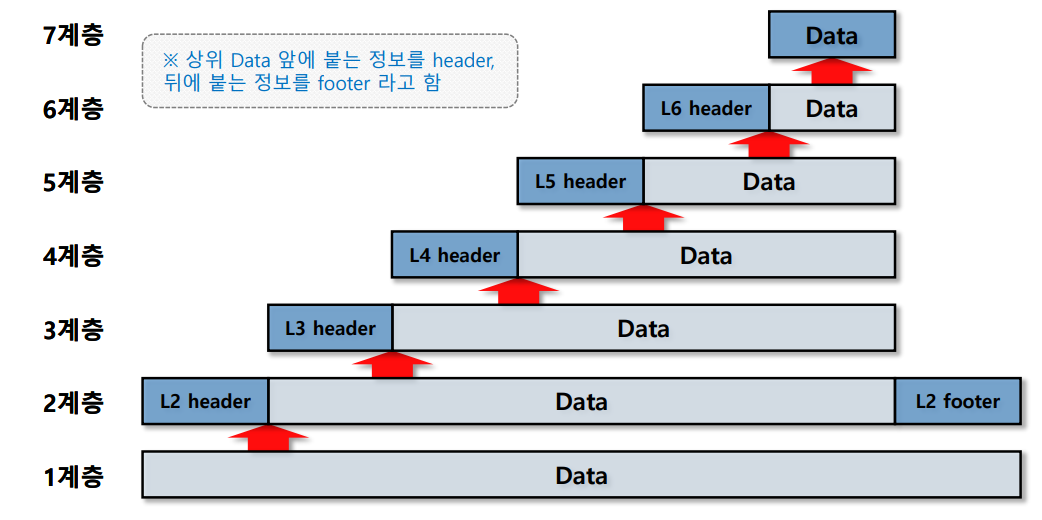 7계층
Data
※ 상위 Data 앞에 붙는 정보를 header,
뒤에 붙는 정보를 footer 라고 함
6계층
L6 header
Data
5계층
L5 header
Data
4계층
L4 header
Data
3계층
L3 header
Data
2계층
L2 header
Data
L2 footer
1계층
Data